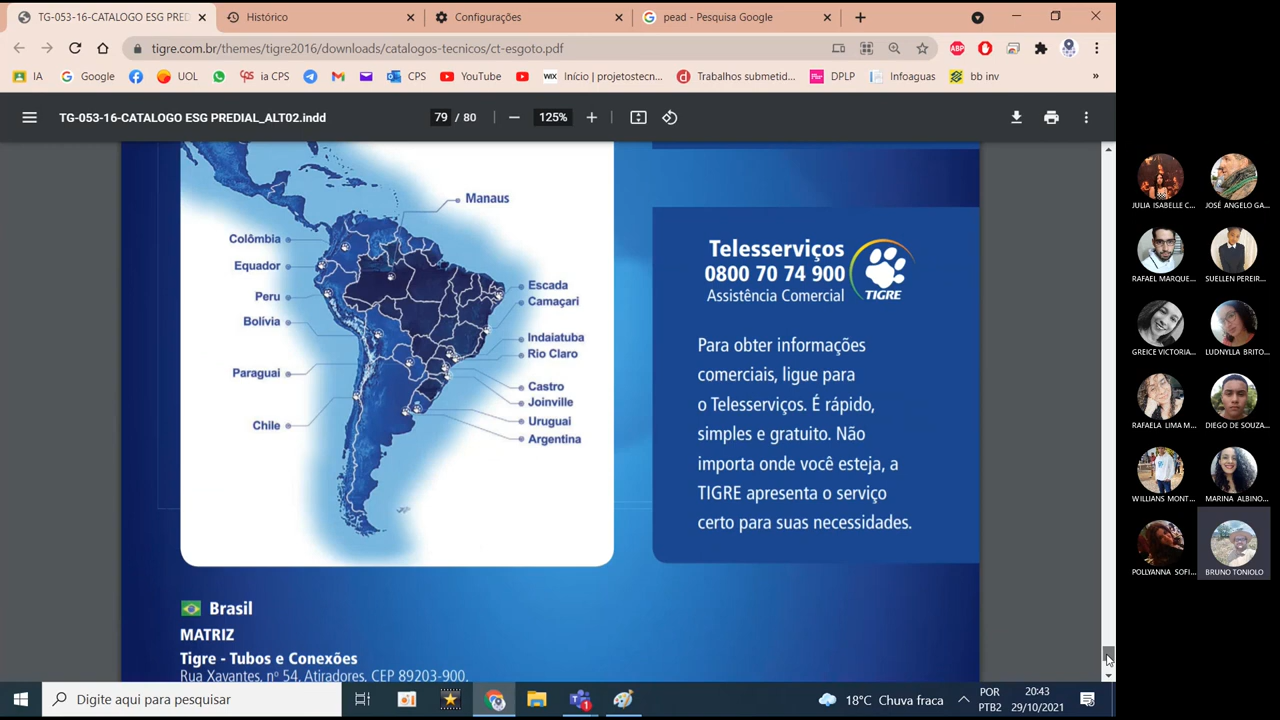 TG-053-16-CATALOGO ESG PRED
Histórico
Configurações
pead - Pesquisa Google
tigre.com.br/themes/tigre2016/downloads/catalogos-tecnicos/ct-esgoto.pdf
ABP
IA
Google
UOL
ia CPS
CPS
YouTube
WIX
Início | projetostecn...
Trabalhos submetid...
DPLP
Infoaguas
bb inv
»
TG-053-16-CATALOGO ESG PREDIAL_ALT02.indd
79 / 80
125%
Manaus
Colômbia
Equador
Peru
Bolívia
Paraguai
Chile
Escada
Camaçari
Indaiatuba
Rio Claro
Castro
Joinville
Uruguai
Argentina
Telesserviços
0800 70 74 900
Assistência Comercial
TIGRE
Para obter informações
comerciais, ligue para
o Telesserviços. É rápido,
simples e gratuito. Não
importa onde você esteja, a
TIGRE apresenta o serviço
certo para suas necessidades.
Brasil
MATRIZ
Tigre - Tubos e Conexões
Rua Xavantes, nº 54, Atiradores, CEP 89203-900,
JULIA ISABELLE C...
JOSÉ ANGELO GA...
RAFAEL MARQUE...
SUELLEN PEREIR...
GREICE VICTORIA...
LUDNYLLA BRITO...
RAFAELA LIMA M...
DIEGO DE SOUZA...
WILLIANS MONT...
MARINA ALBINO...
POLLYANNA SOFI...
BRUNO TONIOLO
Digite aqui para pesquisar
18°C Chuva fraca
POR
PTB2
20:43
29/10/2021